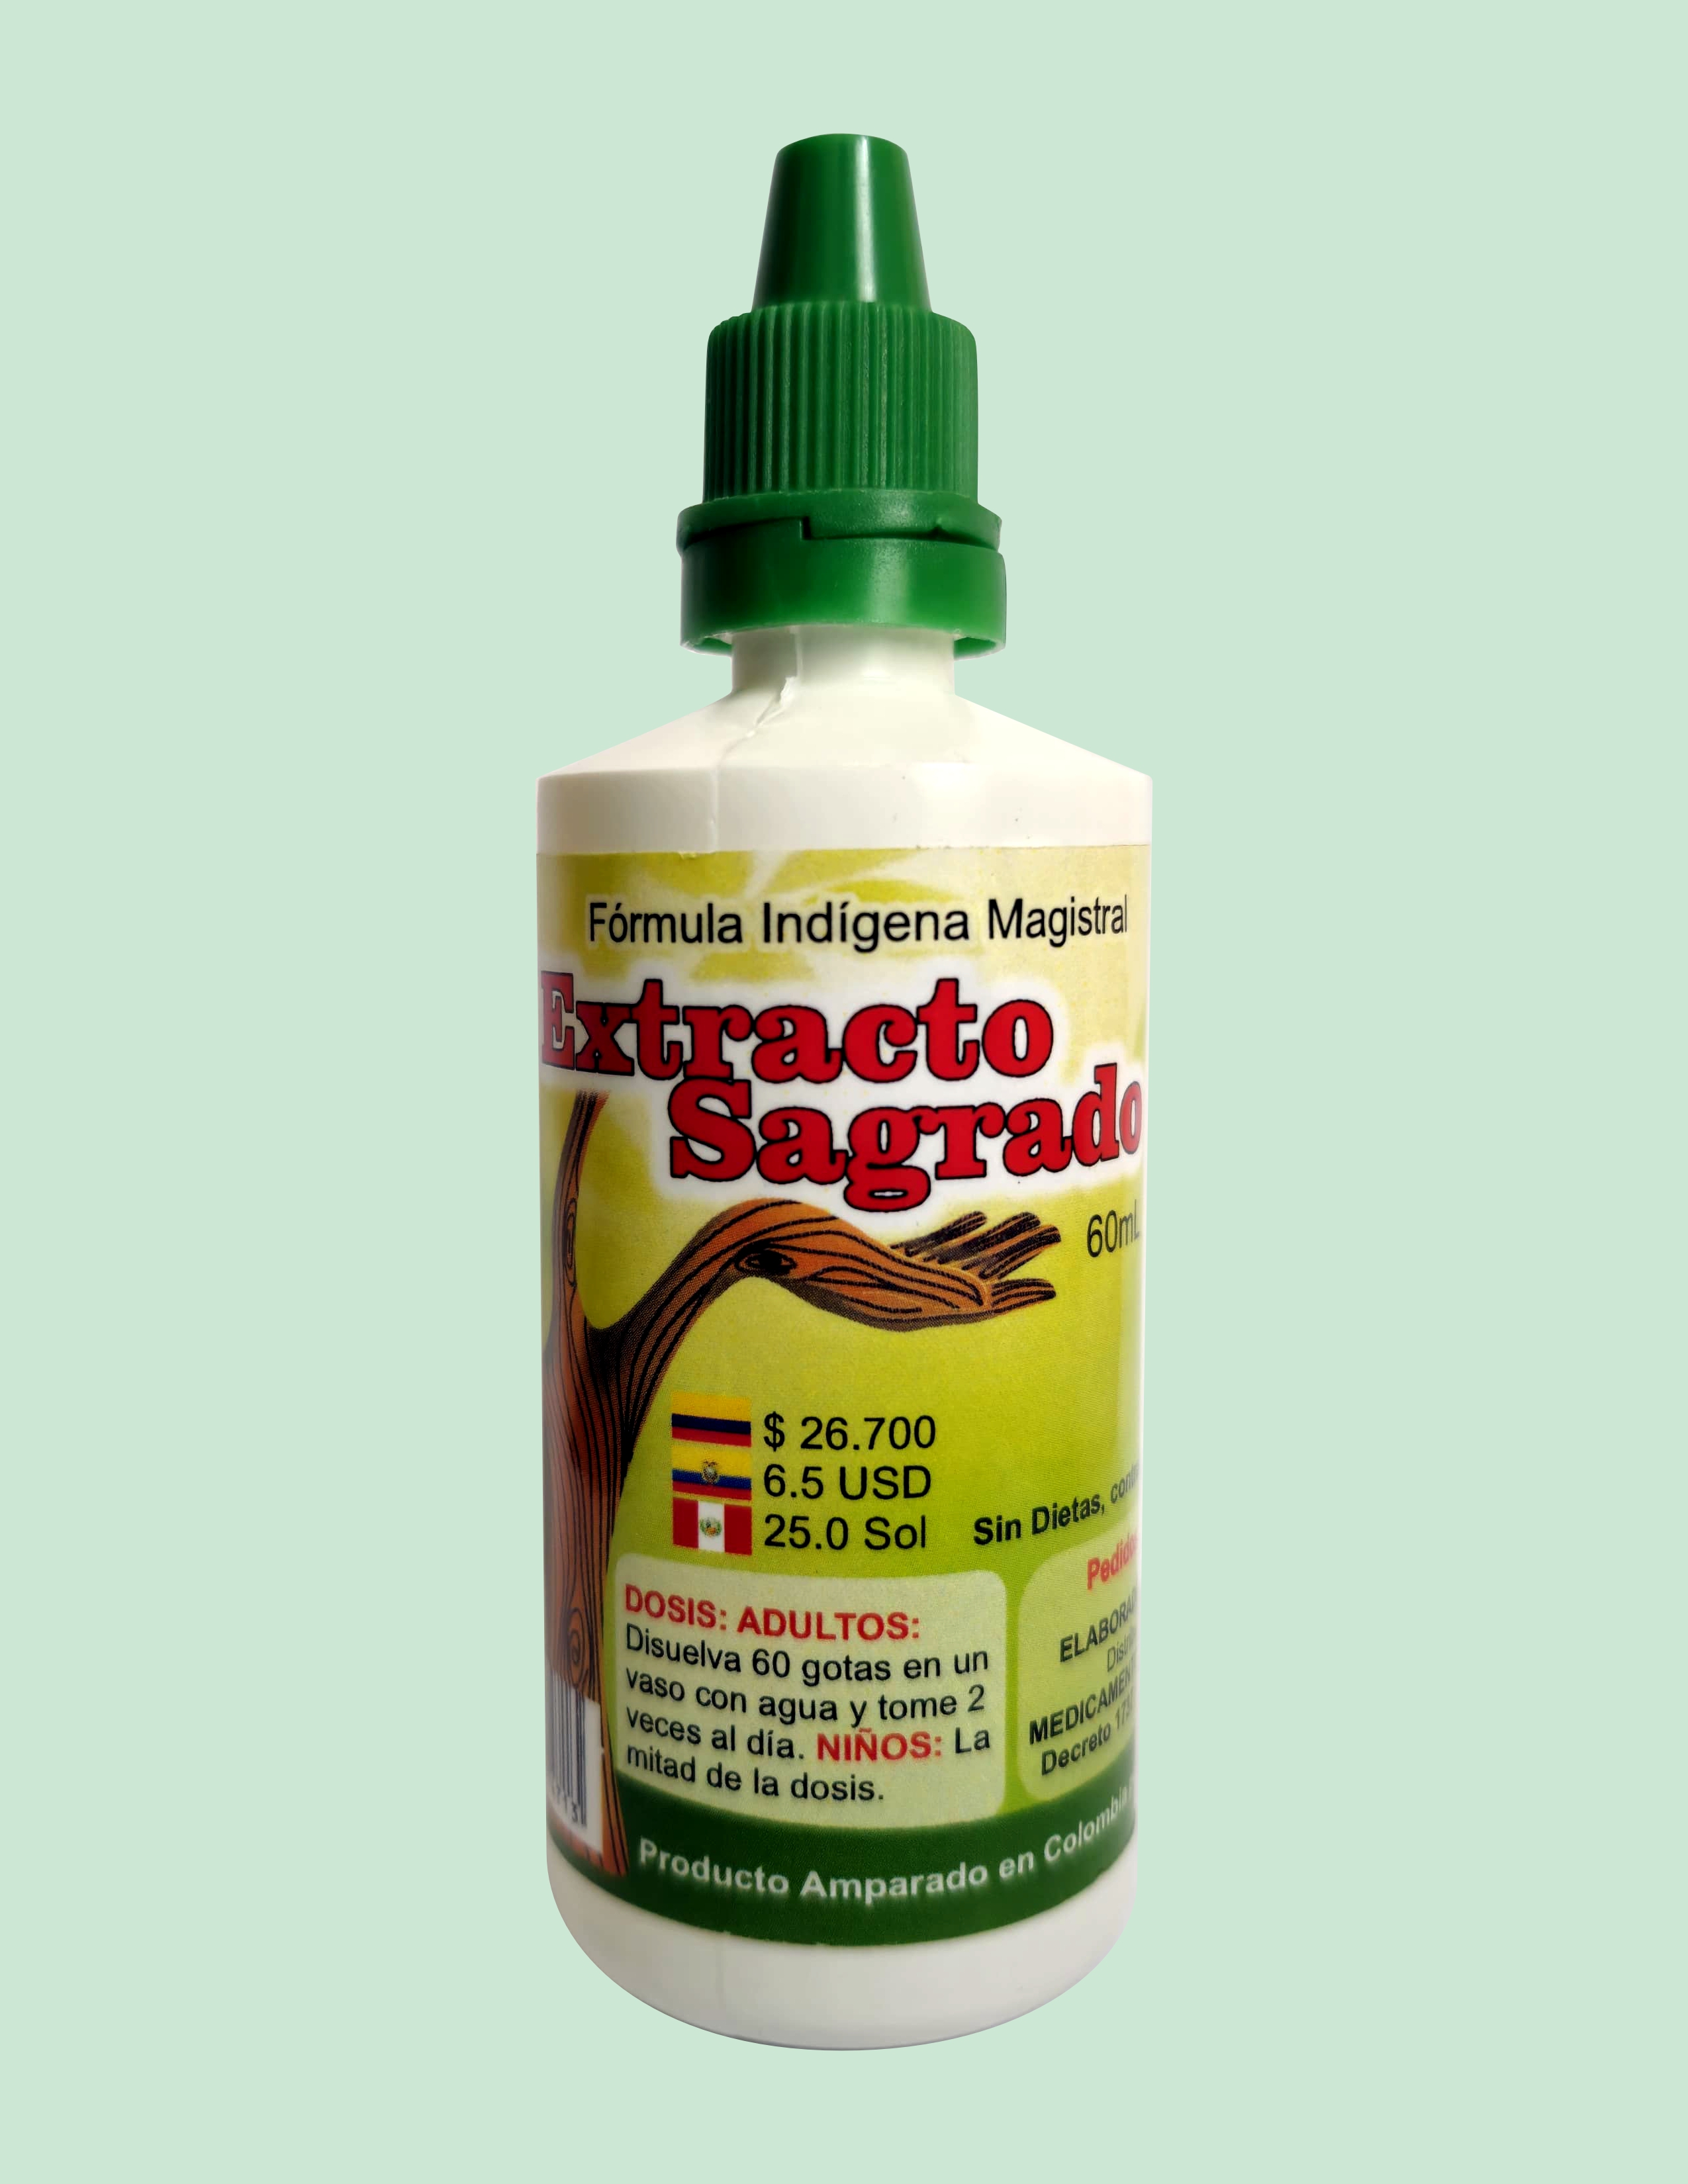 Fórmula Indígena Magistral
Extracto
Sagrado
60mL
$ 26.700
6.5 USD
25.0 Sol
Sin Dietas,
DOSIS: ADULTOS:
Disuelva 60 gotas en un
vaso con agua y tome 2
veces al día. NIÑOS: La
mitad de la dosis.
Decreto
Producto Amparado en Colombia